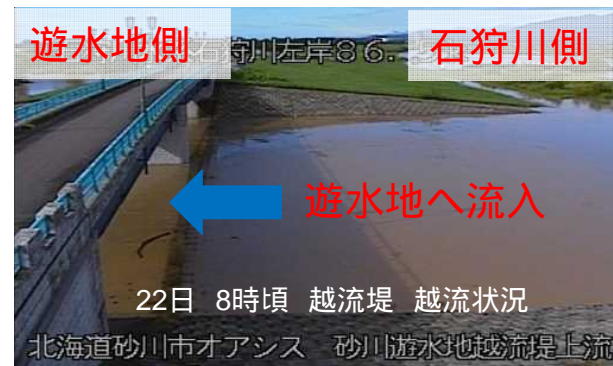 遊水地側
石狩川左岸86.
石狩川側
遊水地へ流入
22日 8時頃 越流堤 越流状況
北海道砂川市オアシス 砂川遊水地越流堤上流